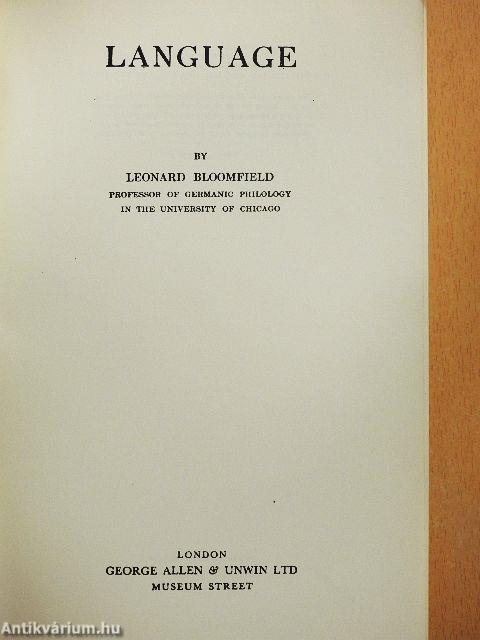 LANGUAGE
BY
LEONARD BLOOMFIELD
PROFESSOR OF GERMANIC PHILOLOGY
IN THE UNIVERSITY OF CHICAGO
LONDON
GEORGE ALLEN & UNWIN LTD
MUSEUM STREET
Antikvárium.hu